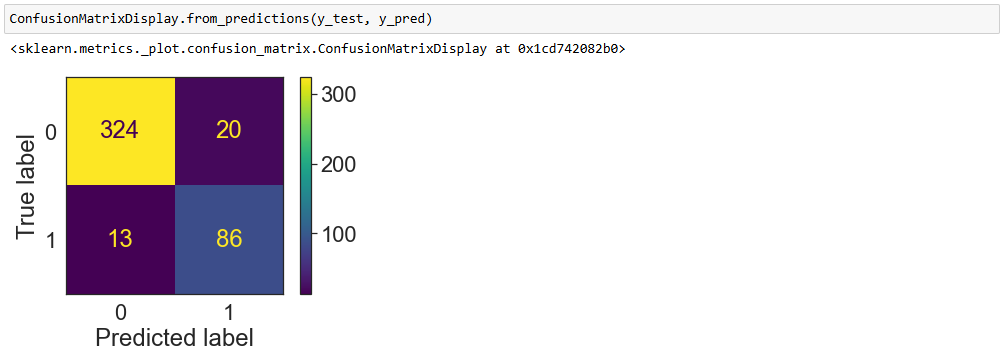 ConfusionMatrixDisplay.from_predictions(y_test, y_pred)
<sklearn.metrics._plot.confusion_matrix.ConfusionMatrixDisplay at 0x1cd742082b0>
True label
0
324
20
1
13
86
0
1
Predicted label
300
200
100